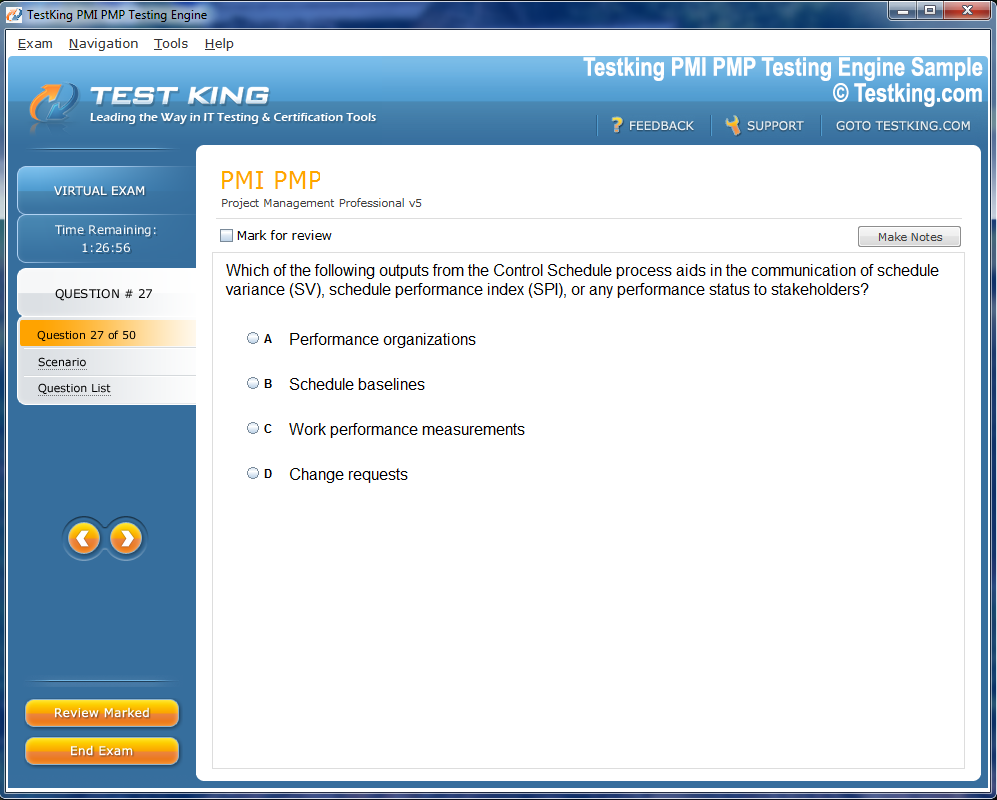 TestKing PMI PMP Testing Engine
Exam Navigation Tools Help
Testking PMI PMP Testing Engine Sample
© Testking.com
TEST KING
Leading the Way in IT Testing & Certification Tools
? FEEDBACK SUPPORT GOTO TESTKING.COM
VIRTUAL EXAM
Time Remaining:
1:26:56
QUESTION # 27
Question 27 of 50
Scenario
Question List
Review Marked
End Exam
PMI PMP
Project Management Professional v5
Mark for review
Make Notes
Which of the following outputs from the Control Schedule process aids in the communication of schedule
variance (SV), schedule performance index (SPI), or any performance status to stakeholders?
A Performance organizations
B Schedule baselines
C Work performance measurements
D Change requests